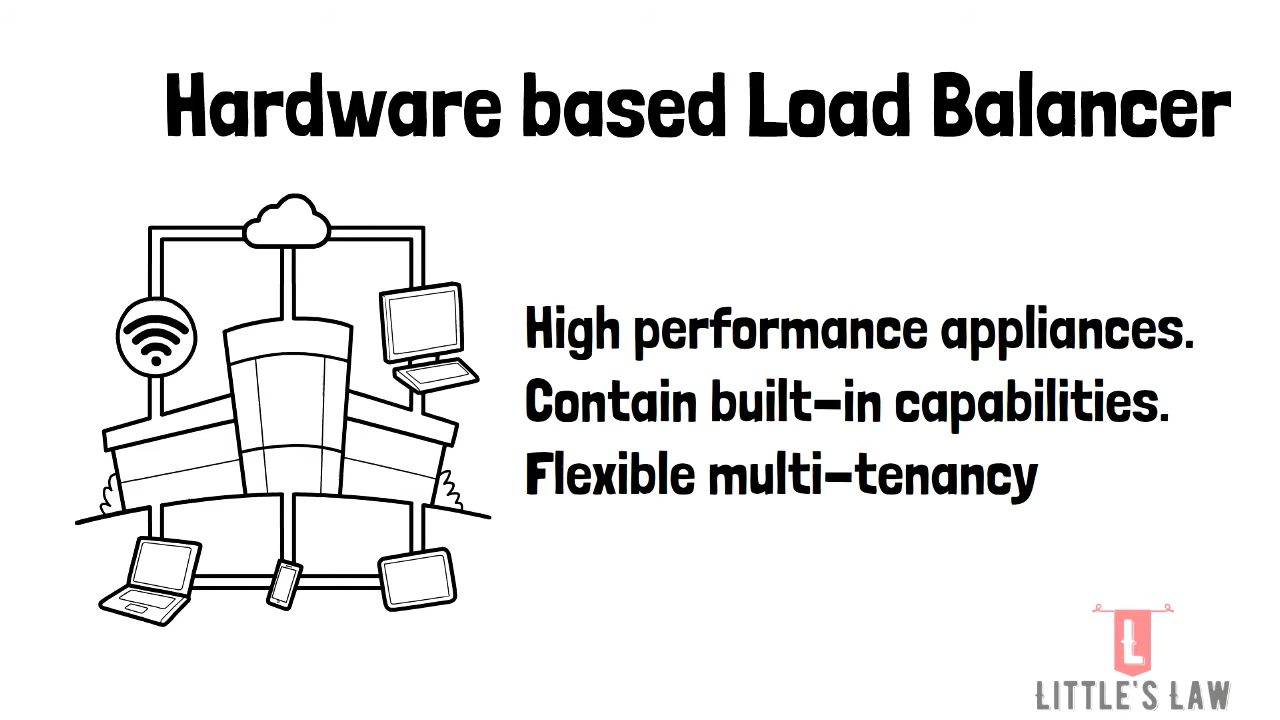 Hardware based Load Balancer
High performance appliances.
Contain built-in capabilities.
Flexible multi-tenancy
L
LITTLE'S LAW